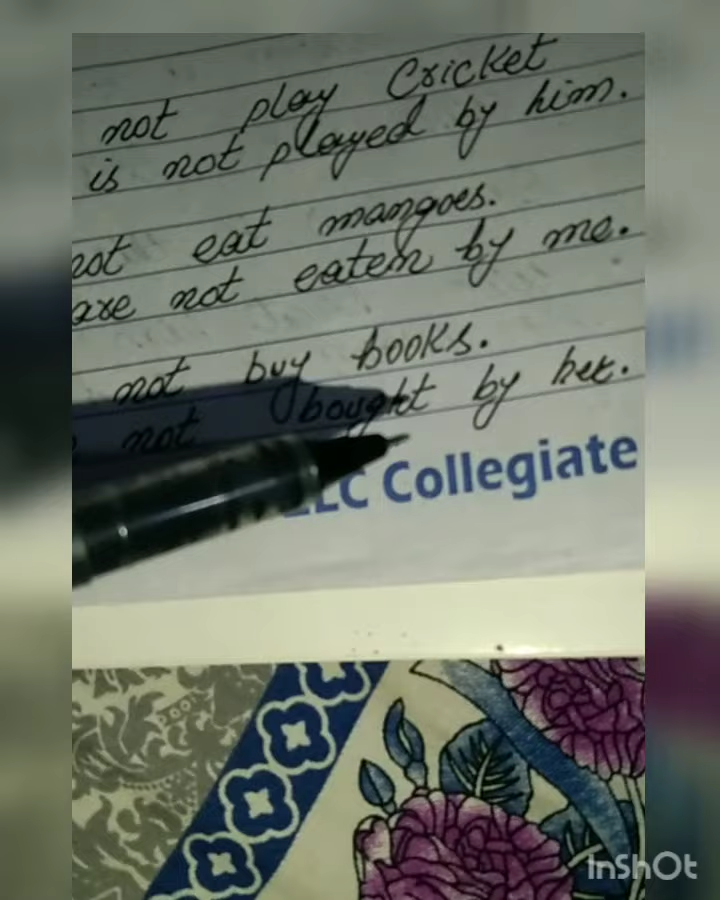 not play Cricket
is not played by him.
not eat mangoes.
are not eaten by me.
not buy books.
not bought by her.
LC Collegiate
InShOt